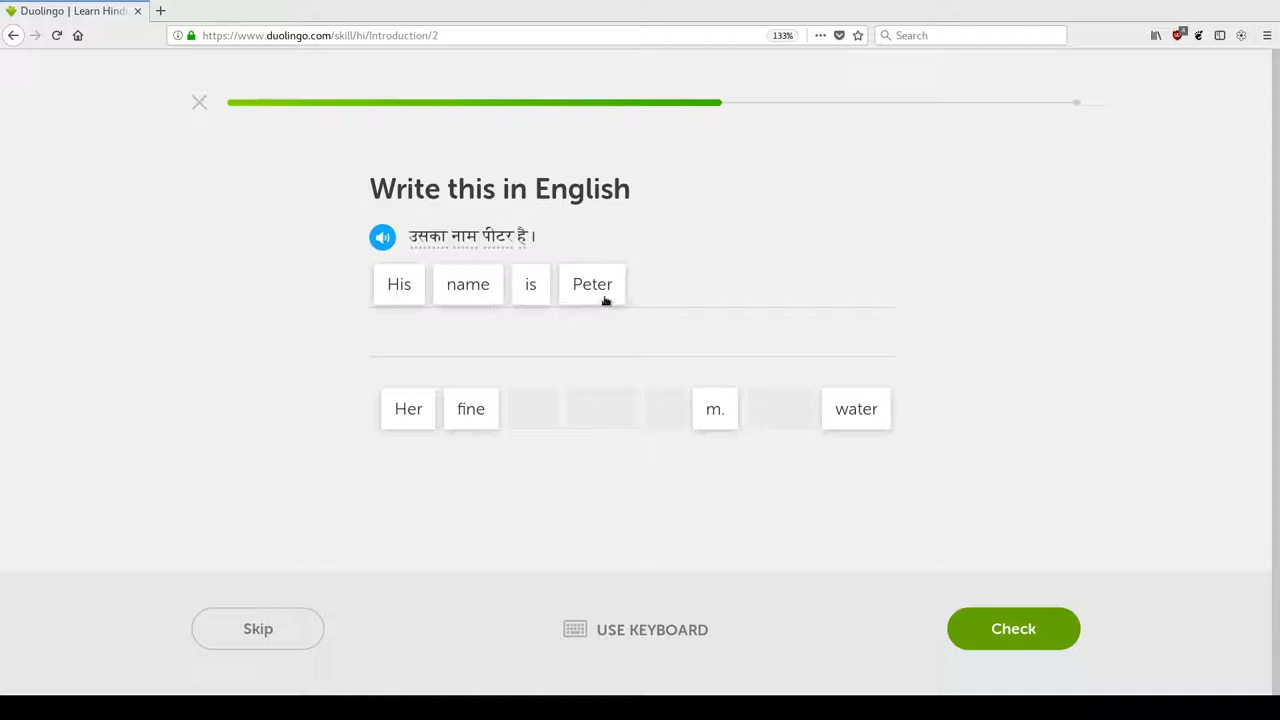 Duolingo | Learn Hindi
https://www.duolingo.com/skill/hi/Introduction/2
133%
Search
4
Write this in English
उसका नाम पीटर है।
His name is Peter
Her fine m. water
Skip
USE KEYBOARD
Check